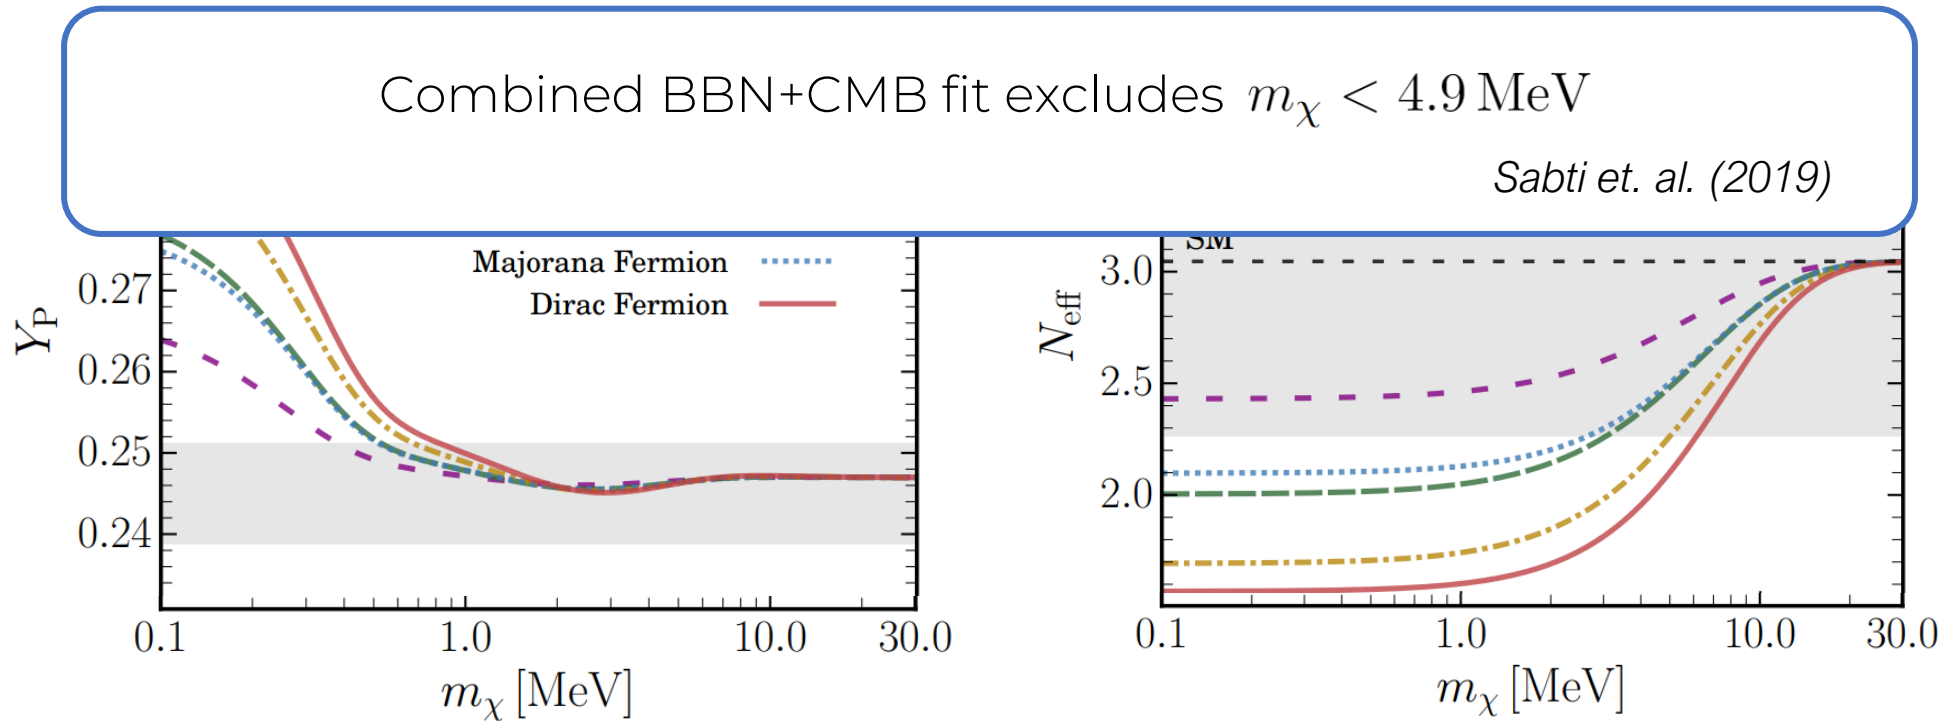 Combined BBN+CMB fit excludes m_χ < 4.9 MeV
Sabti et. al. (2019)
Majorana Fermion
Dirac Fermion
0.27
0.26
0.25
0.24
Y_P
0.1
1.0
10.0
30.0
m_χ [MeV]
SM
3.0
2.5
2.0
N_eff
0.1
1.0
10.0
30.0
m_χ [MeV]